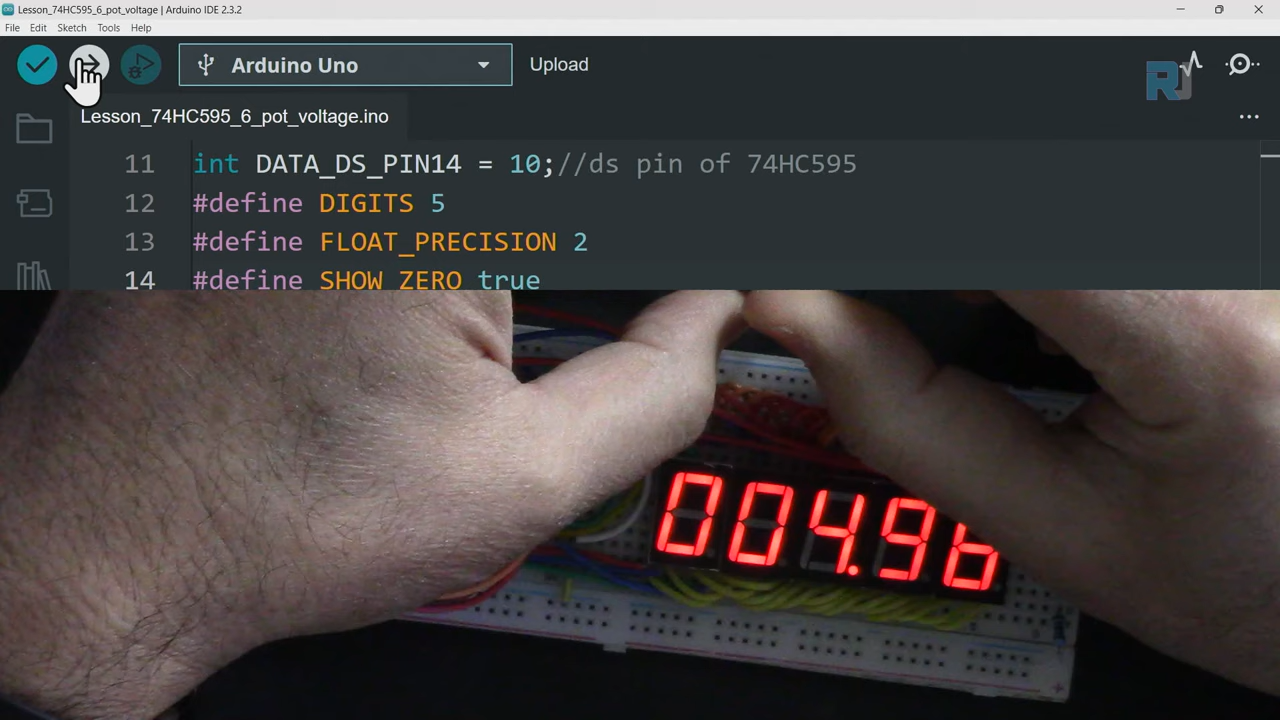 Lesson_74HC595_6_pot_voltage | Arduino IDE 2.3.2
File Edit Sketch Tools Help
Arduino Uno
Upload
RJ
Lesson_74HC595_6_pot_voltage.ino
11 int DATA_DS_PIN14 = 10;//ds pin of 74HC595
12 #define DIGITS 5
13 #define FLOAT_PRECISION 2
14 #define SHOW_ZERO true
004.96